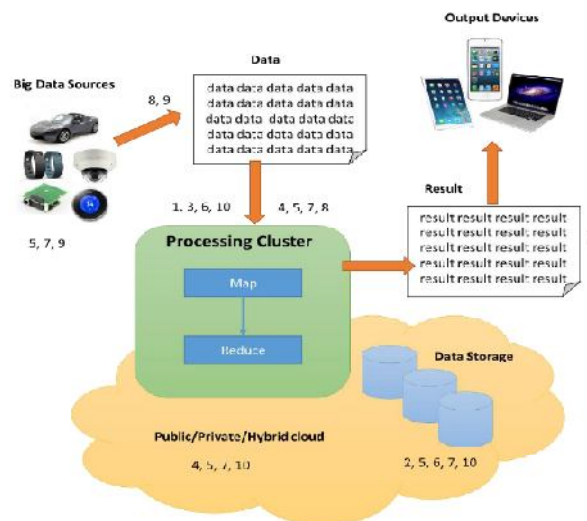 Output Devices
Data
Big Data Sources
8, 9
data data data data data
data data data data data
data data data data data
data data data data data
data data data data data
5, 7, 9
1, 3, 6, 10
4, 5, 7, 8
Result
result result result result
result result result result
result result result result
result result result result
result result result result
Processing Cluster
Map
Reduce
Data Storage
Public/Private/Hybrid cloud
4, 5, 7, 10
2, 5, 6, 7, 10